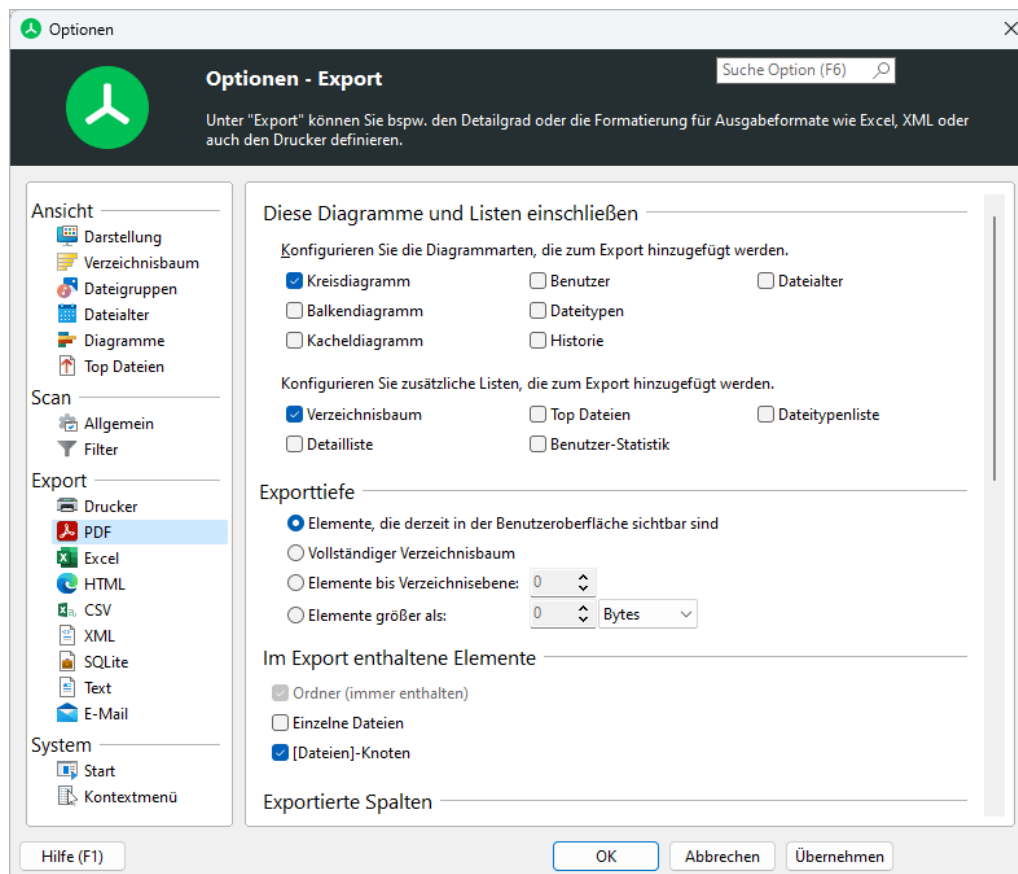 Optionen
Optionen - Export
Suche Option (F6)
Unter "Export" können Sie bspw. den Detailgrad oder die Formatierung für Ausgabeformate wie Excel, XML oder
auch den Drucker definieren.
Ansicht
Darstellung
Verzeichnisbaum
Dateigruppen
Dateialter
Diagramme
Top Dateien
Scan
Allgemein
Filter
Export
Drucker
PDF
Excel
HTML
CSV
XML
SQLite
Text
E-Mail
System
Start
Kontextmenü
Diese Diagramme und Listen einschließen
Konfigurieren Sie die Diagrammarten, die zum Export hinzugefügt werden.
Kreisdiagramm Benutzer Dateialter
Balkendiagramm Dateitypen
Kacheldiagramm Historie
Konfigurieren Sie zusätzliche Listen, die zum Export hinzugefügt werden.
Verzeichnisbaum Top Dateien Dateitypenliste
Detailliste Benutzer-Statistik
Exporttiefe
Elemente, die derzeit in der Benutzeroberfläche sichtbar sind
Vollständiger Verzeichnisbaum
Elemente bis Verzeichnisebene: 0
Elemente größer als: 0 Bytes
Im Export enthaltene Elemente
Ordner (immer enthalten)
Einzelne Dateien
[Dateien]-Knoten
Exportierte Spalten
Hilfe (F1) OK Abbrechen Übernehmen